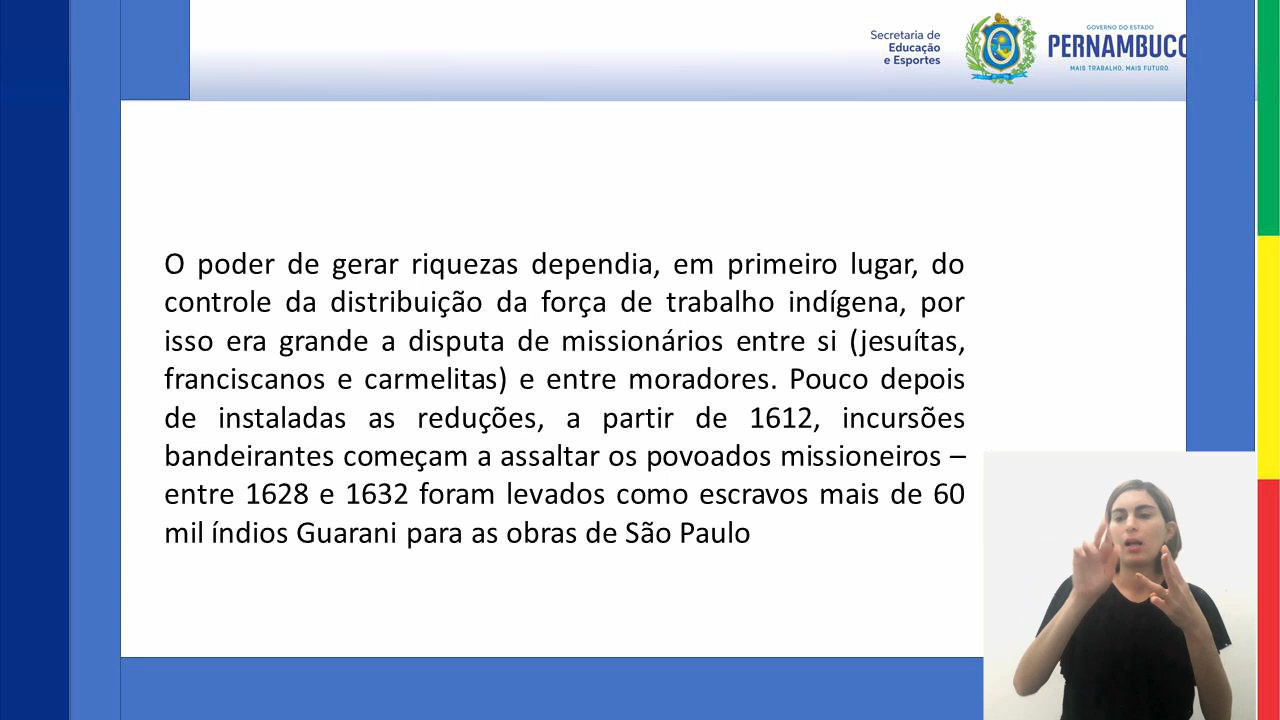 Secretaria de
Educação
e Esportes
GOVERNO DO ESTADO
PERNAMBUCO
MAIS TRABALHO, MAIS FUTURO.
O poder de gerar riquezas dependia, em primeiro lugar, do
controle da distribuição da força de trabalho indígena, por
isso era grande a disputa de missionários entre si (jesuítas,
franciscanos e carmelitas) e entre moradores. Pouco depois
de instaladas as reduções, a partir de 1612, incursões
bandeirantes começam a assaltar os povoados missioneiros –
entre 1628 e 1632 foram levados como escravos mais de 60
mil índios Guarani para as obras de São Paulo